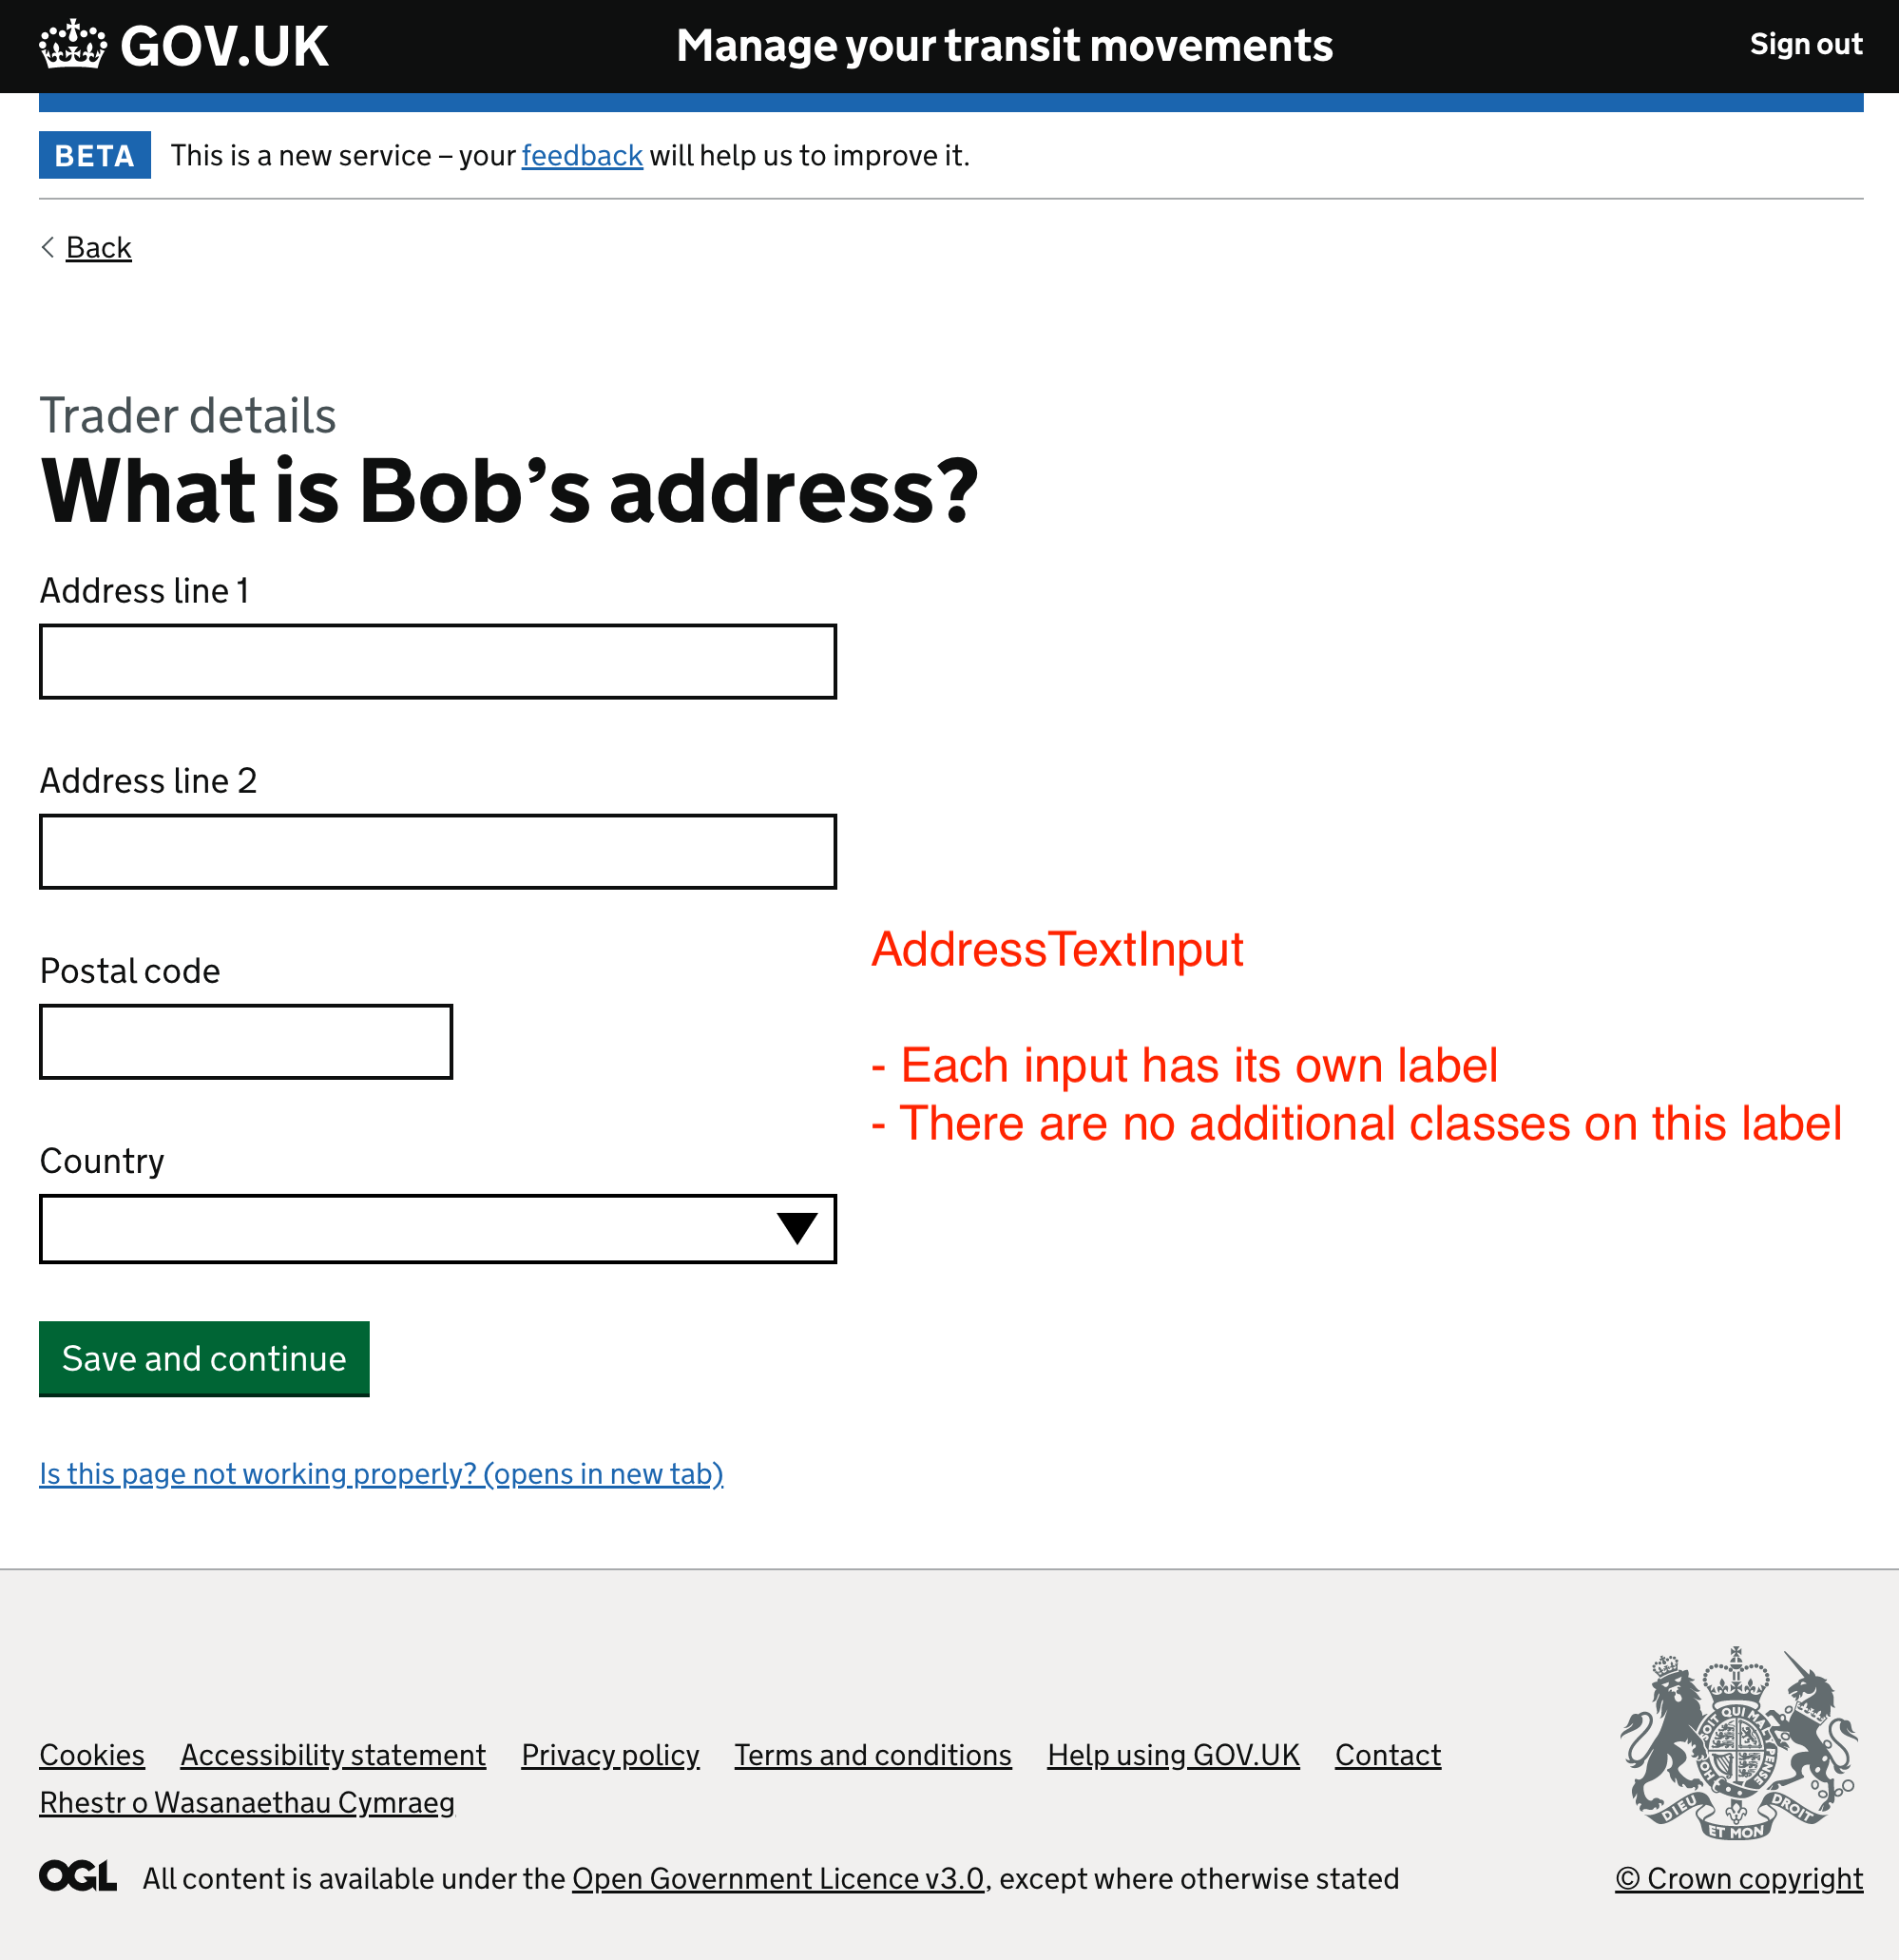 GOV.UK Manage your transit movements Sign out
BETA This is a new service – your feedback will help us to improve it.
Back
Trader details
What is Bob’s address?
Address line 1
Address line 2
Postal code
Country
AddressTextInput
- Each input has its own label
- There are no additional classes on this label
Save and continue
Is this page not working properly? (opens in new tab)
Cookies Accessibility statement Privacy policy Terms and conditions Help using GOV.UK Contact
Rhestr o Wasanaethau Cymraeg
OGL All content is available under the Open Government Licence v3.0, except where otherwise stated
HONI SOIT QUI MAL Y PENSE
DIEU ET MON DROIT
© Crown copyright